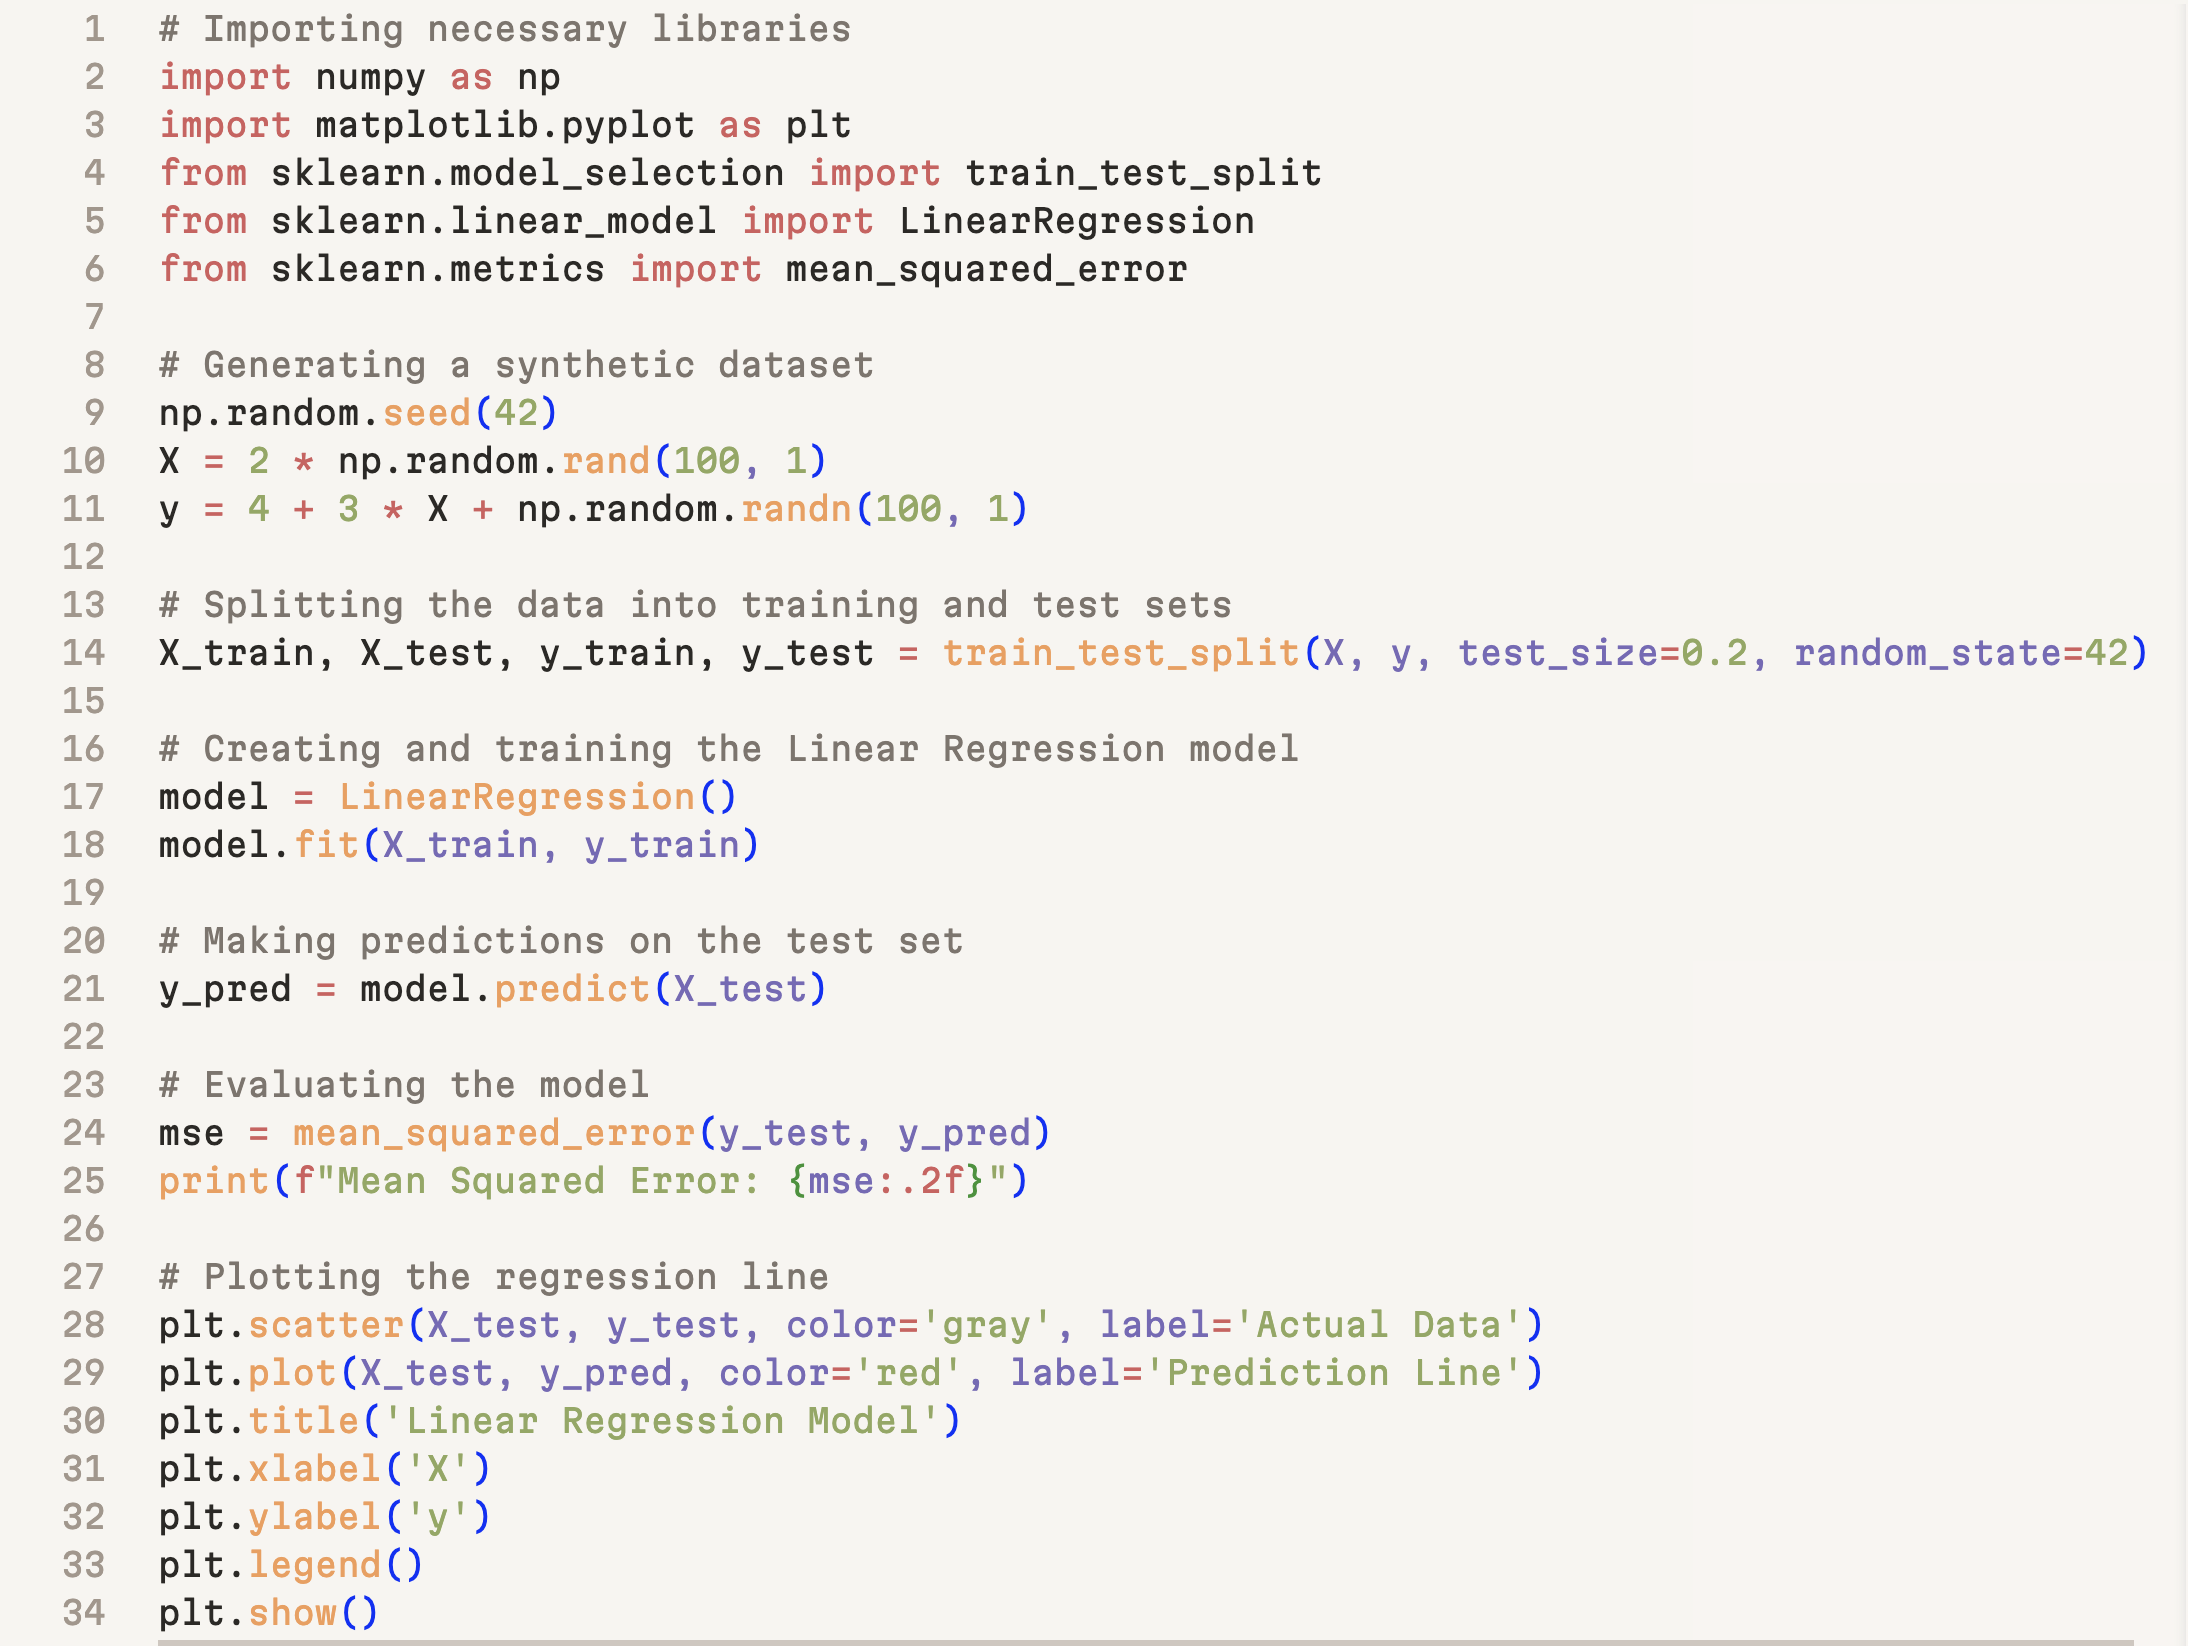 1 # Importing necessary libraries
2 import numpy as np
3 import matplotlib.pyplot as plt
4 from sklearn.model_selection import train_test_split
5 from sklearn.linear_model import LinearRegression
6 from sklearn.metrics import mean_squared_error
7
8 # Generating a synthetic dataset
9 np.random.seed(42)
10 X = 2 * np.random.rand(100, 1)
11 y = 4 + 3 * X + np.random.randn(100, 1)
12
13 # Splitting the data into training and test sets
14 X_train, X_test, y_train, y_test = train_test_split(X, y, test_size=0.2, random_state=42)
15
16 # Creating and training the Linear Regression model
17 model = LinearRegression()
18 model.fit(X_train, y_train)
19
20 # Making predictions on the test set
21 y_pred = model.predict(X_test)
22
23 # Evaluating the model
24 mse = mean_squared_error(y_test, y_pred)
25 print(f"Mean Squared Error: {mse:.2f}")
26
27 # Plotting the regression line
28 plt.scatter(X_test, y_test, color='gray', label='Actual Data')
29 plt.plot(X_test, y_pred, color='red', label='Prediction Line')
30 plt.title('Linear Regression Model')
31 plt.xlabel('X')
32 plt.ylabel('y')
33 plt.legend()
34 plt.show()